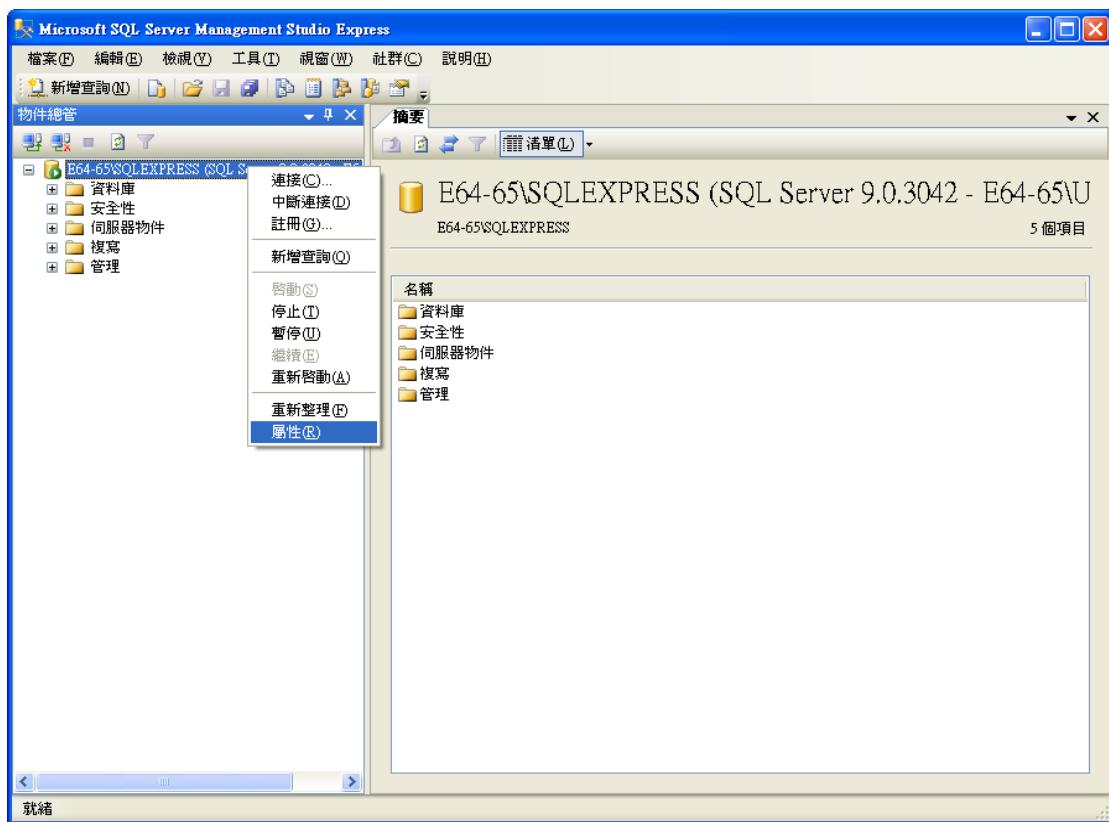 Microsoft SQL Server Management Studio Express
檔案(F) 編輯(E) 檢視(V) 工具(T) 視窗(W) 社群(C) 說明(H)
新增查詢(N)
物件總管
摘要
清單(L)
E64-65\SQLEXPRESS (SQL S
資料庫
安全性
伺服器物件
複寫
管理
連接(C)...
中斷連接(D)
註冊(G)...
新增查詢(Q)
啓動(S)
停止(T)
暫停(U)
繼續(E)
重新啓動(A)
重新整理(F)
屬性(R)
E64-65\SQLEXPRESS (SQL Server 9.0.3042 - E64-65\U
E64-65\SQLEXPRESS 5 個項目
名稱
資料庫
安全性
伺服器物件
複寫
管理
就緒